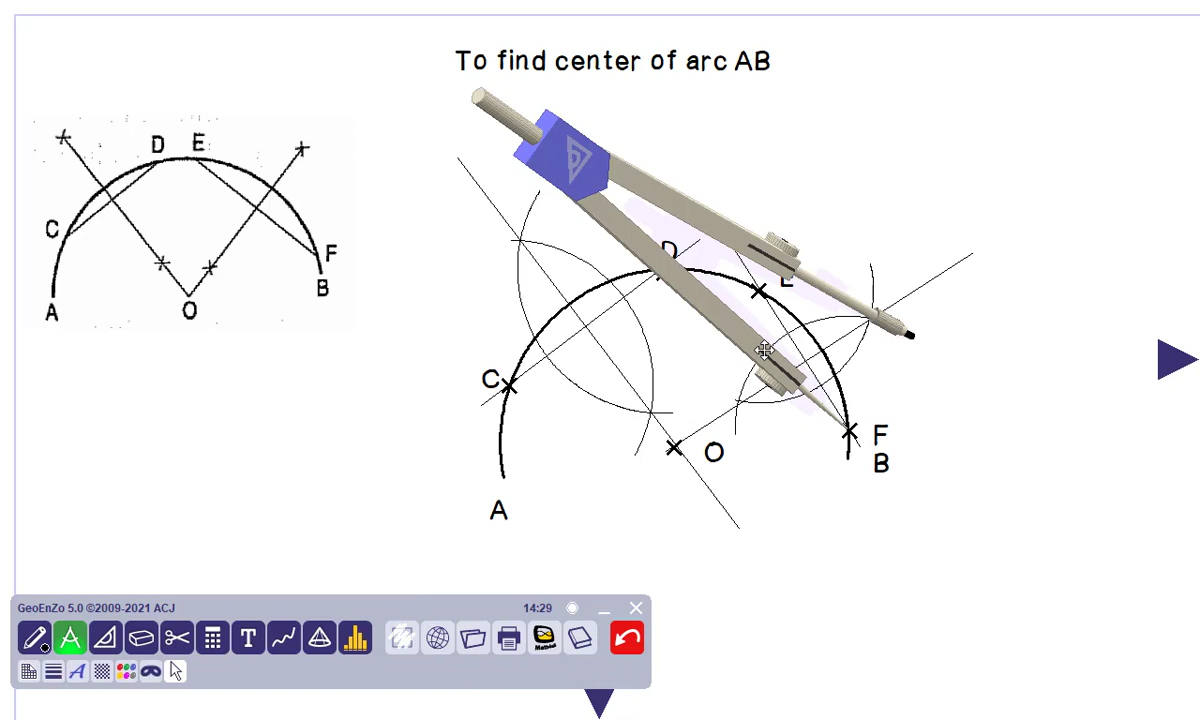 To find center of arc AB
D E
C
F
B
A
O
D
E
C
F
O
B
A
GeoEnZo 5.0 ©2009-2021 ACJ 14:29
T
A